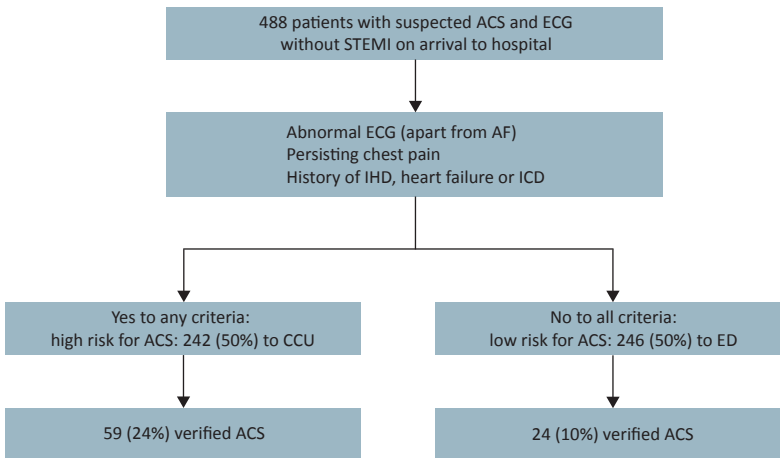 488 patients with suspected ACS and ECG
without STEMI on arrival to hospital
Abnormal ECG (apart from AF)
Persisting chest pain
History of IHD, heart failure or ICD
Yes to any criteria:
high risk for ACS: 242 (50%) to CCU
No to all criteria:
low risk for ACS: 246 (50%) to ED
59 (24%) verified ACS
24 (10%) verified ACS